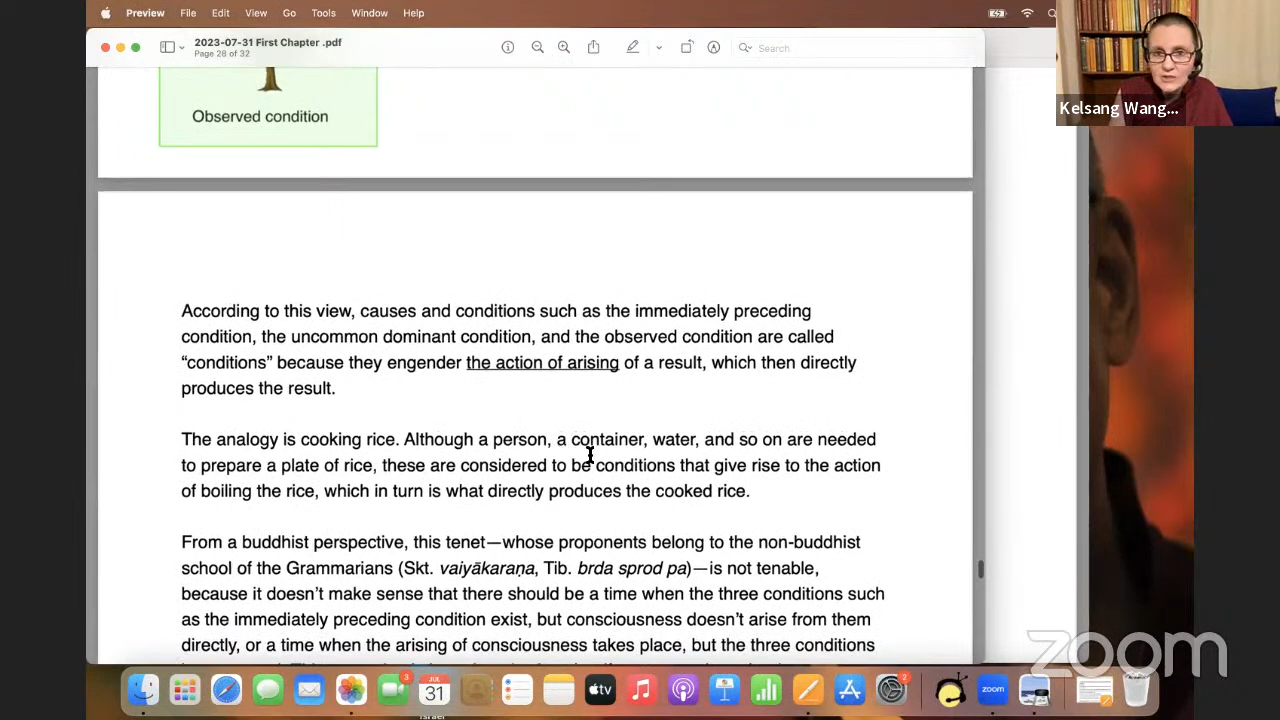 Preview File Edit View Go Tools Window Help
2023-07-31 First Chapter .pdf
Page 28 of 32
Search
Kelsang Wang...
Observed condition
According to this view, causes and conditions such as the immediately preceding
condition, the uncommon dominant condition, and the observed condition are called
“conditions” because they engender the action of arising of a result, which then directly
produces the result.
The analogy is cooking rice. Although a person, a container, water, and so on are needed
to prepare a plate of rice, these are considered to be conditions that give rise to the action
of boiling the rice, which in turn is what directly produces the cooked rice.
From a buddhist perspective, this tenet—whose proponents belong to the non-buddhist
school of the Grammarians (Skt. vaiyākaraṇa, Tib. brda sprod pa)—is not tenable,
because it doesn’t make sense that there should be a time when the three conditions such
as the immediately preceding condition exist, but consciousness doesn’t arise from them
directly, or a time when the arising of consciousness takes place, but the three conditions
zoom
3
JUL
31
tv
zoom
2
Israel